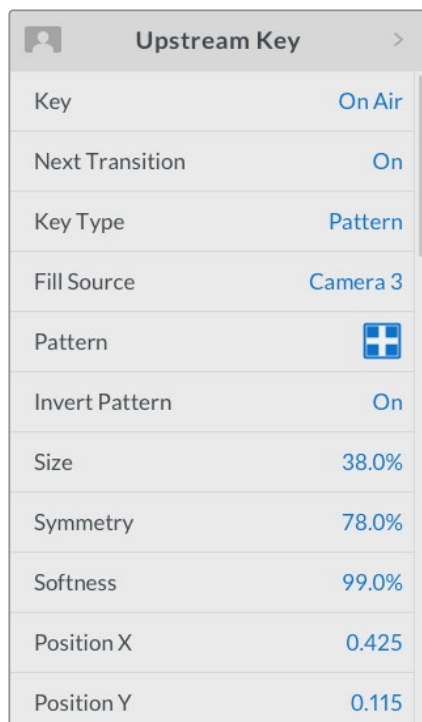 Upstream Key >
Key On Air
Next Transition On
Key Type Pattern
Fill Source Camera 3
Pattern
Invert Pattern On
Size 38.0%
Symmetry 78.0%
Softness 99.0%
Position X 0.425
Position Y 0.115